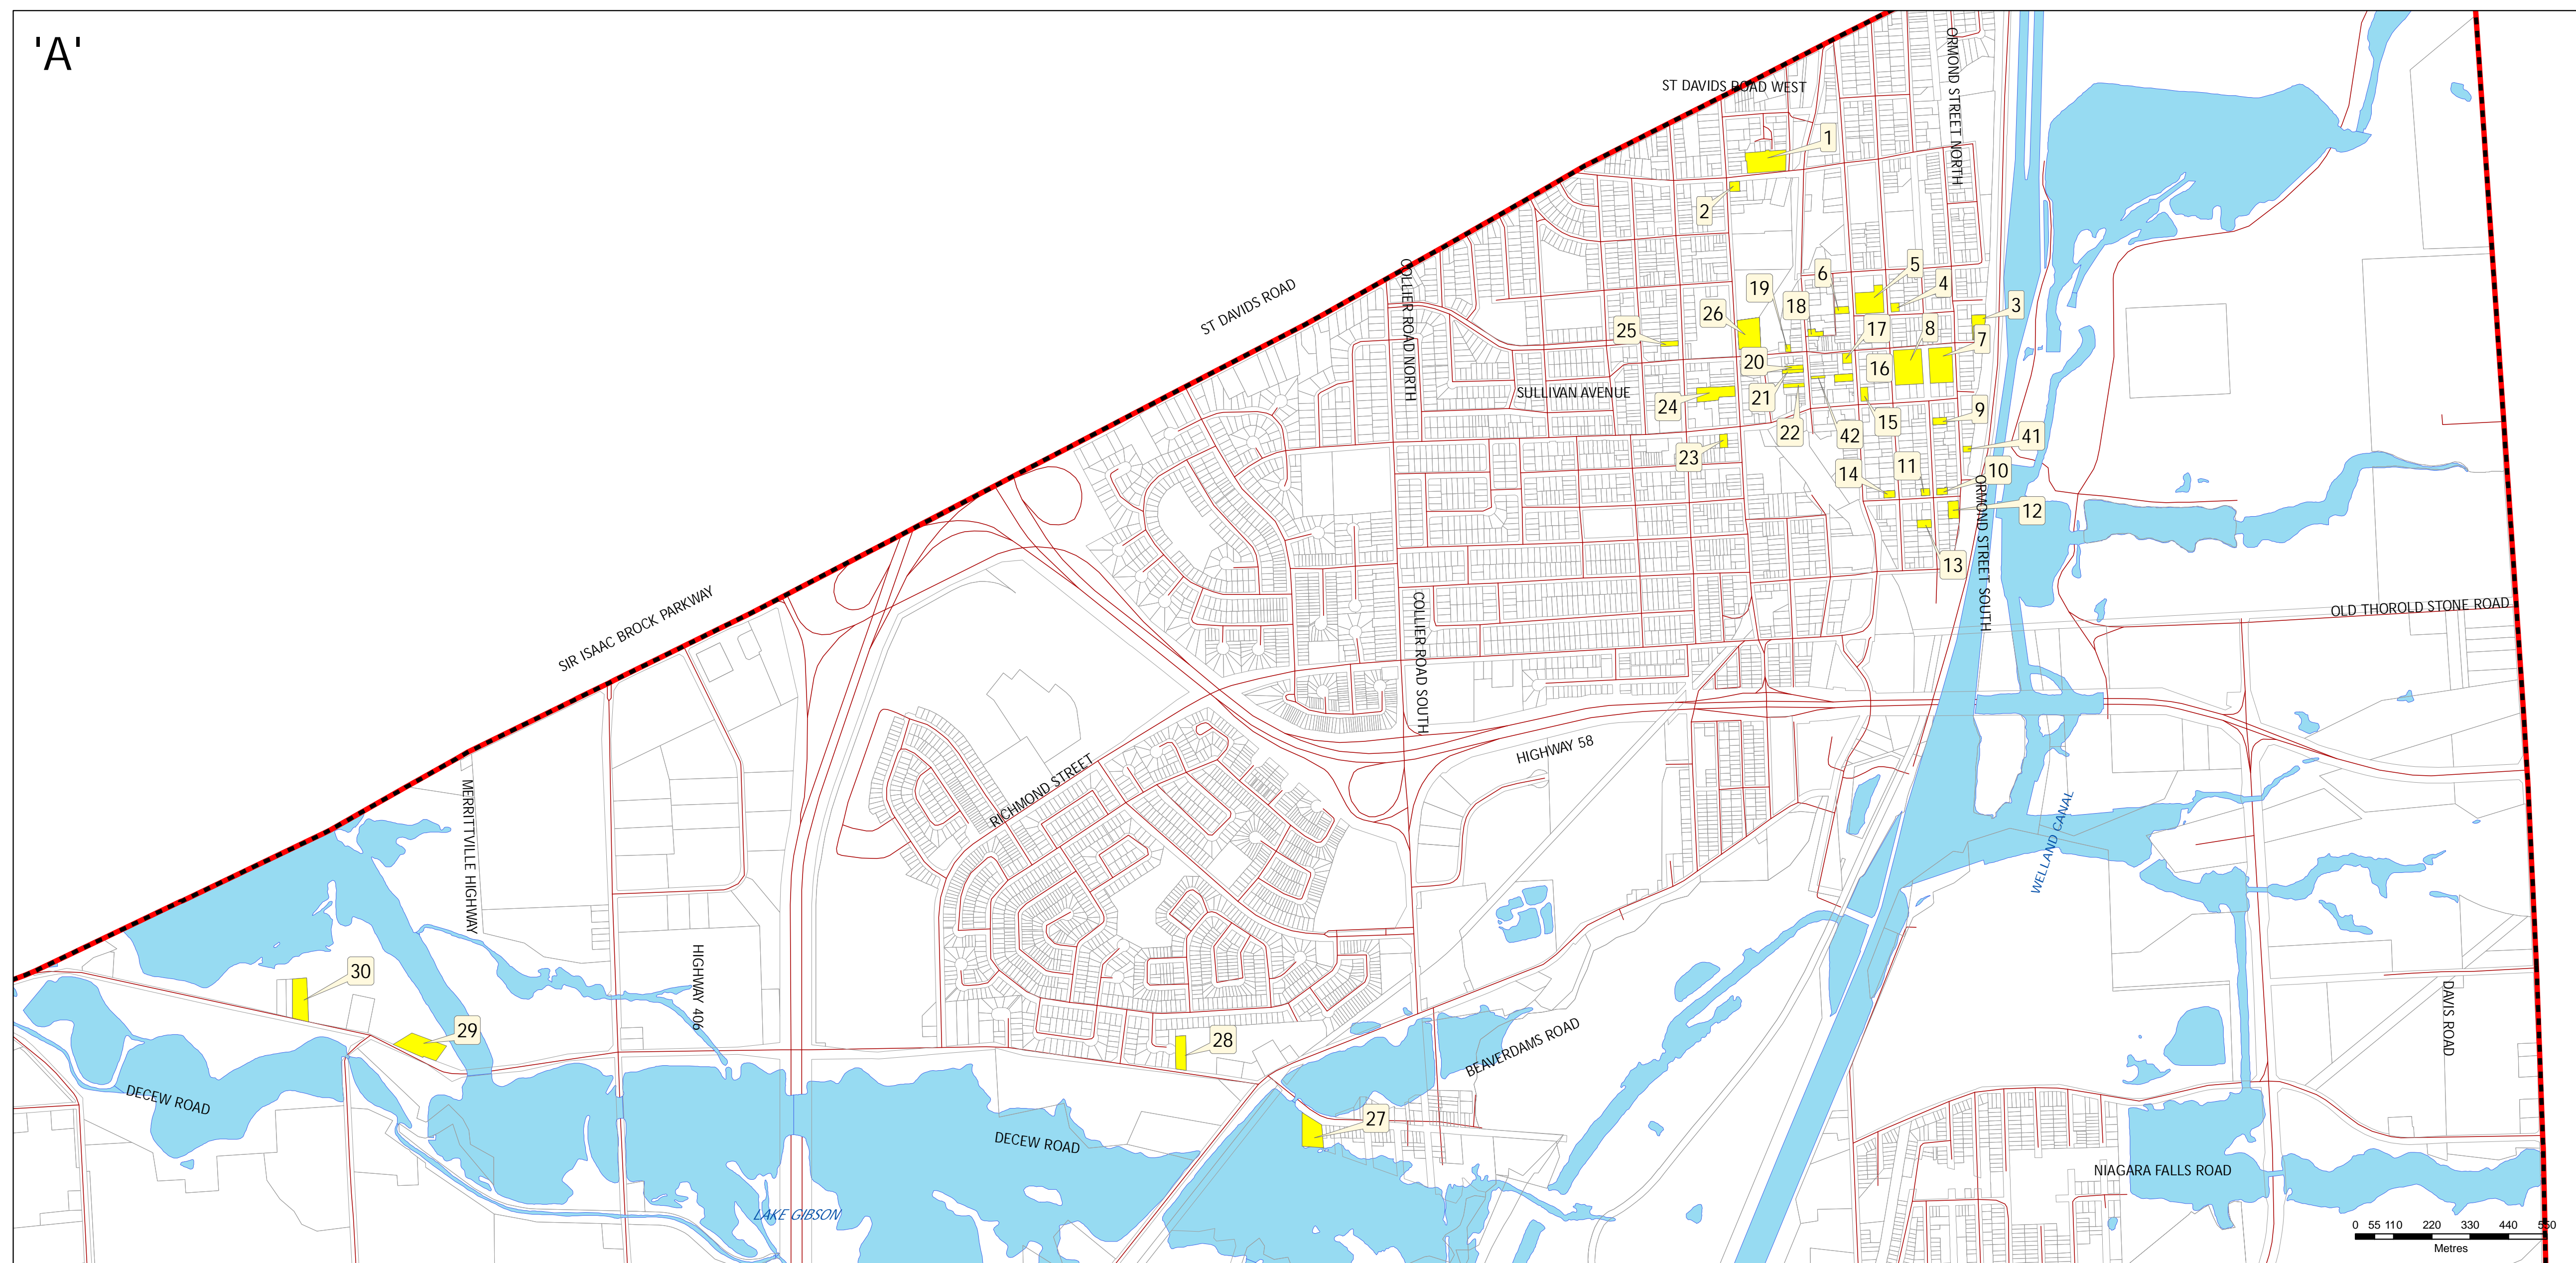 'A'
ST DAVIDS ROAD WEST
ORMOND STREET NORTH
1
2
ST DAVIDS ROAD
COLLIER ROAD NORTH
6
5
19
4
18
3
26
25
17
8
7
20
16
SULLIVAN AVENUE
21
24
9
15
22
42
41
23
11
10
14
12
ORMOND STREET SOUTH
13
SIR ISAAC BROCK PARKWAY
COLLIER ROAD SOUTH
OLD THOROLD STONE ROAD
HIGHWAY 58
RICHMOND STREET
MERRITTVILLE HIGHWAY
WELLAND CANAL
30
HIGHWAY 406
29
28
DAVIS ROAD
BEAVERDAMS ROAD
DECEW ROAD
27
DECEW ROAD
NIAGARA FALLS ROAD
LAKE GIBSON
0 55 110 220 330 440 550
Metres